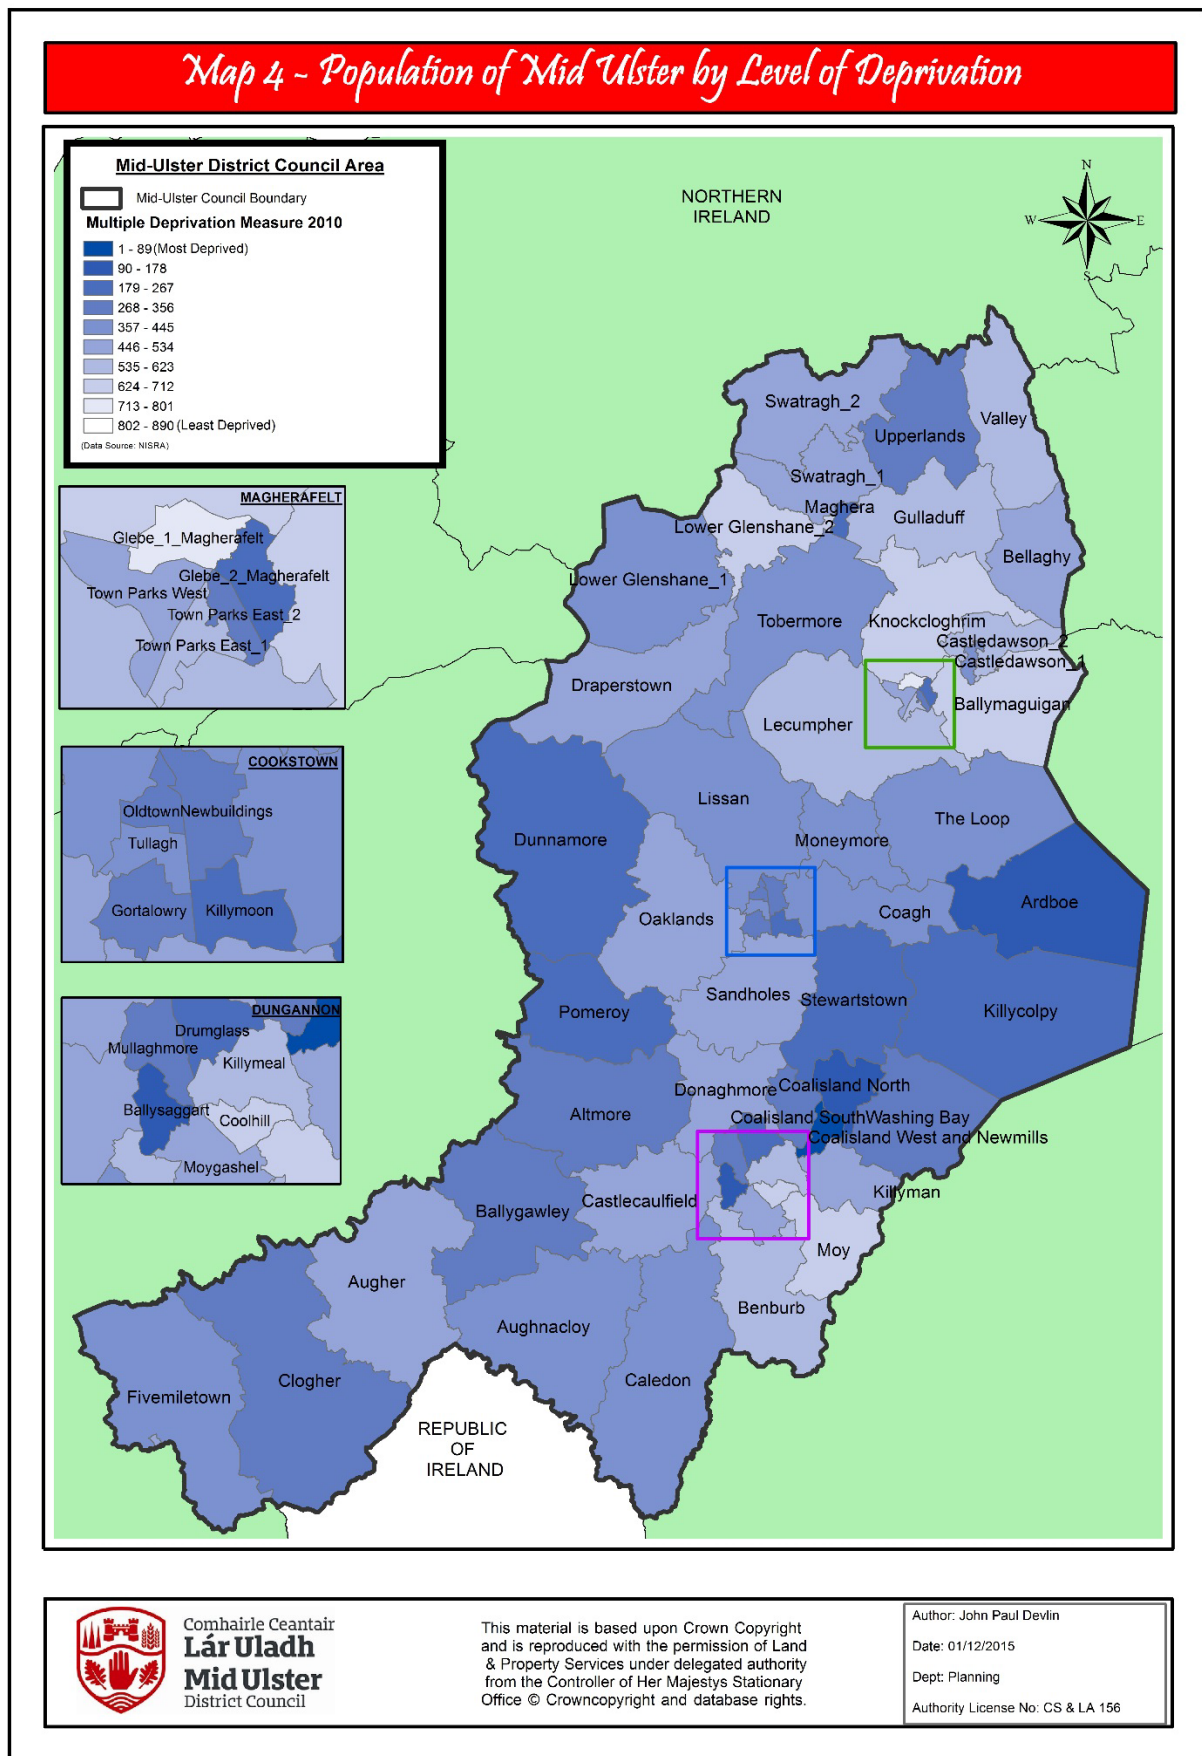 Map 4 - Population of Mid Ulster by Level of Deprivation
Mid-Ulster District Council Area
Mid-Ulster Council Boundary
Multiple Deprivation Measure 2010
1 - 89 (Most Deprived)
90 - 178
179 - 267
268 - 356
357 - 445
446 - 534
535 - 623
624 - 712
713 - 801
802 - 890 (Least Deprived)
(Data Source: NISRA)
NORTHERN
IRELAND
N
W
E
S
Swatragh_2
Upperlands
Valley
Swatragh_1
Maghera
Gulladuff
Lower Glenshane_2
Bellaghy
Lower Glenshane_1
Tobermore
Knockcloghrim
Castledawson_2
Castledawson_1
Draperstown
Ballymaguigan
Lecumpher
Lissan
The Loop
Dunnamore
Moneymore
Ardboe
Oaklands
Coagh
Sandholes
Stewartstown
Pomeroy
Killycolpy
Donaghmore
Coalisland North
Altmore
Coalisland South
Washing Bay
Coalisland West and Newmills
Castlecaulfield
Killyman
Ballygawley
Moy
Augher
Benburb
Aughnacloy
Caledon
Clogher
Fivemiletown
REPUBLIC
OF
IRELAND
MAGHERAFELT
Glebe_1_Magherafelt
Glebe_2_Magherafelt
Town Parks West
Town Parks East_2
Town Parks East_1
COOKSTOWN
Oldtown
Newbuildings
Tullagh
Gortalowry
Killymoon
DUNGANNON
Drumglass
Mullaghmore
Killymeal
Ballysaggart
Coolhill
Moygashel
Comhairle Ceantair
Lár Uladh
Mid Ulster
District Council
This material is based upon Crown Copyright
and is reproduced with the permission of Land
& Property Services under delegated authority
from the Controller of Her Majestys Stationary
Office © Crowncopyright and database rights.
Author: John Paul Devlin
Date: 01/12/2015
Dept: Planning
Authority License No: CS & LA 156